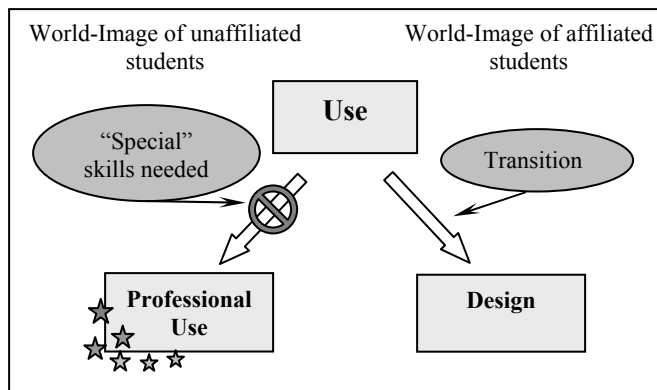 World-Image of unaffiliated
students
World-Image of affiliated
students
Use
“Special”
skills needed
Transition
Professional
Use
Design